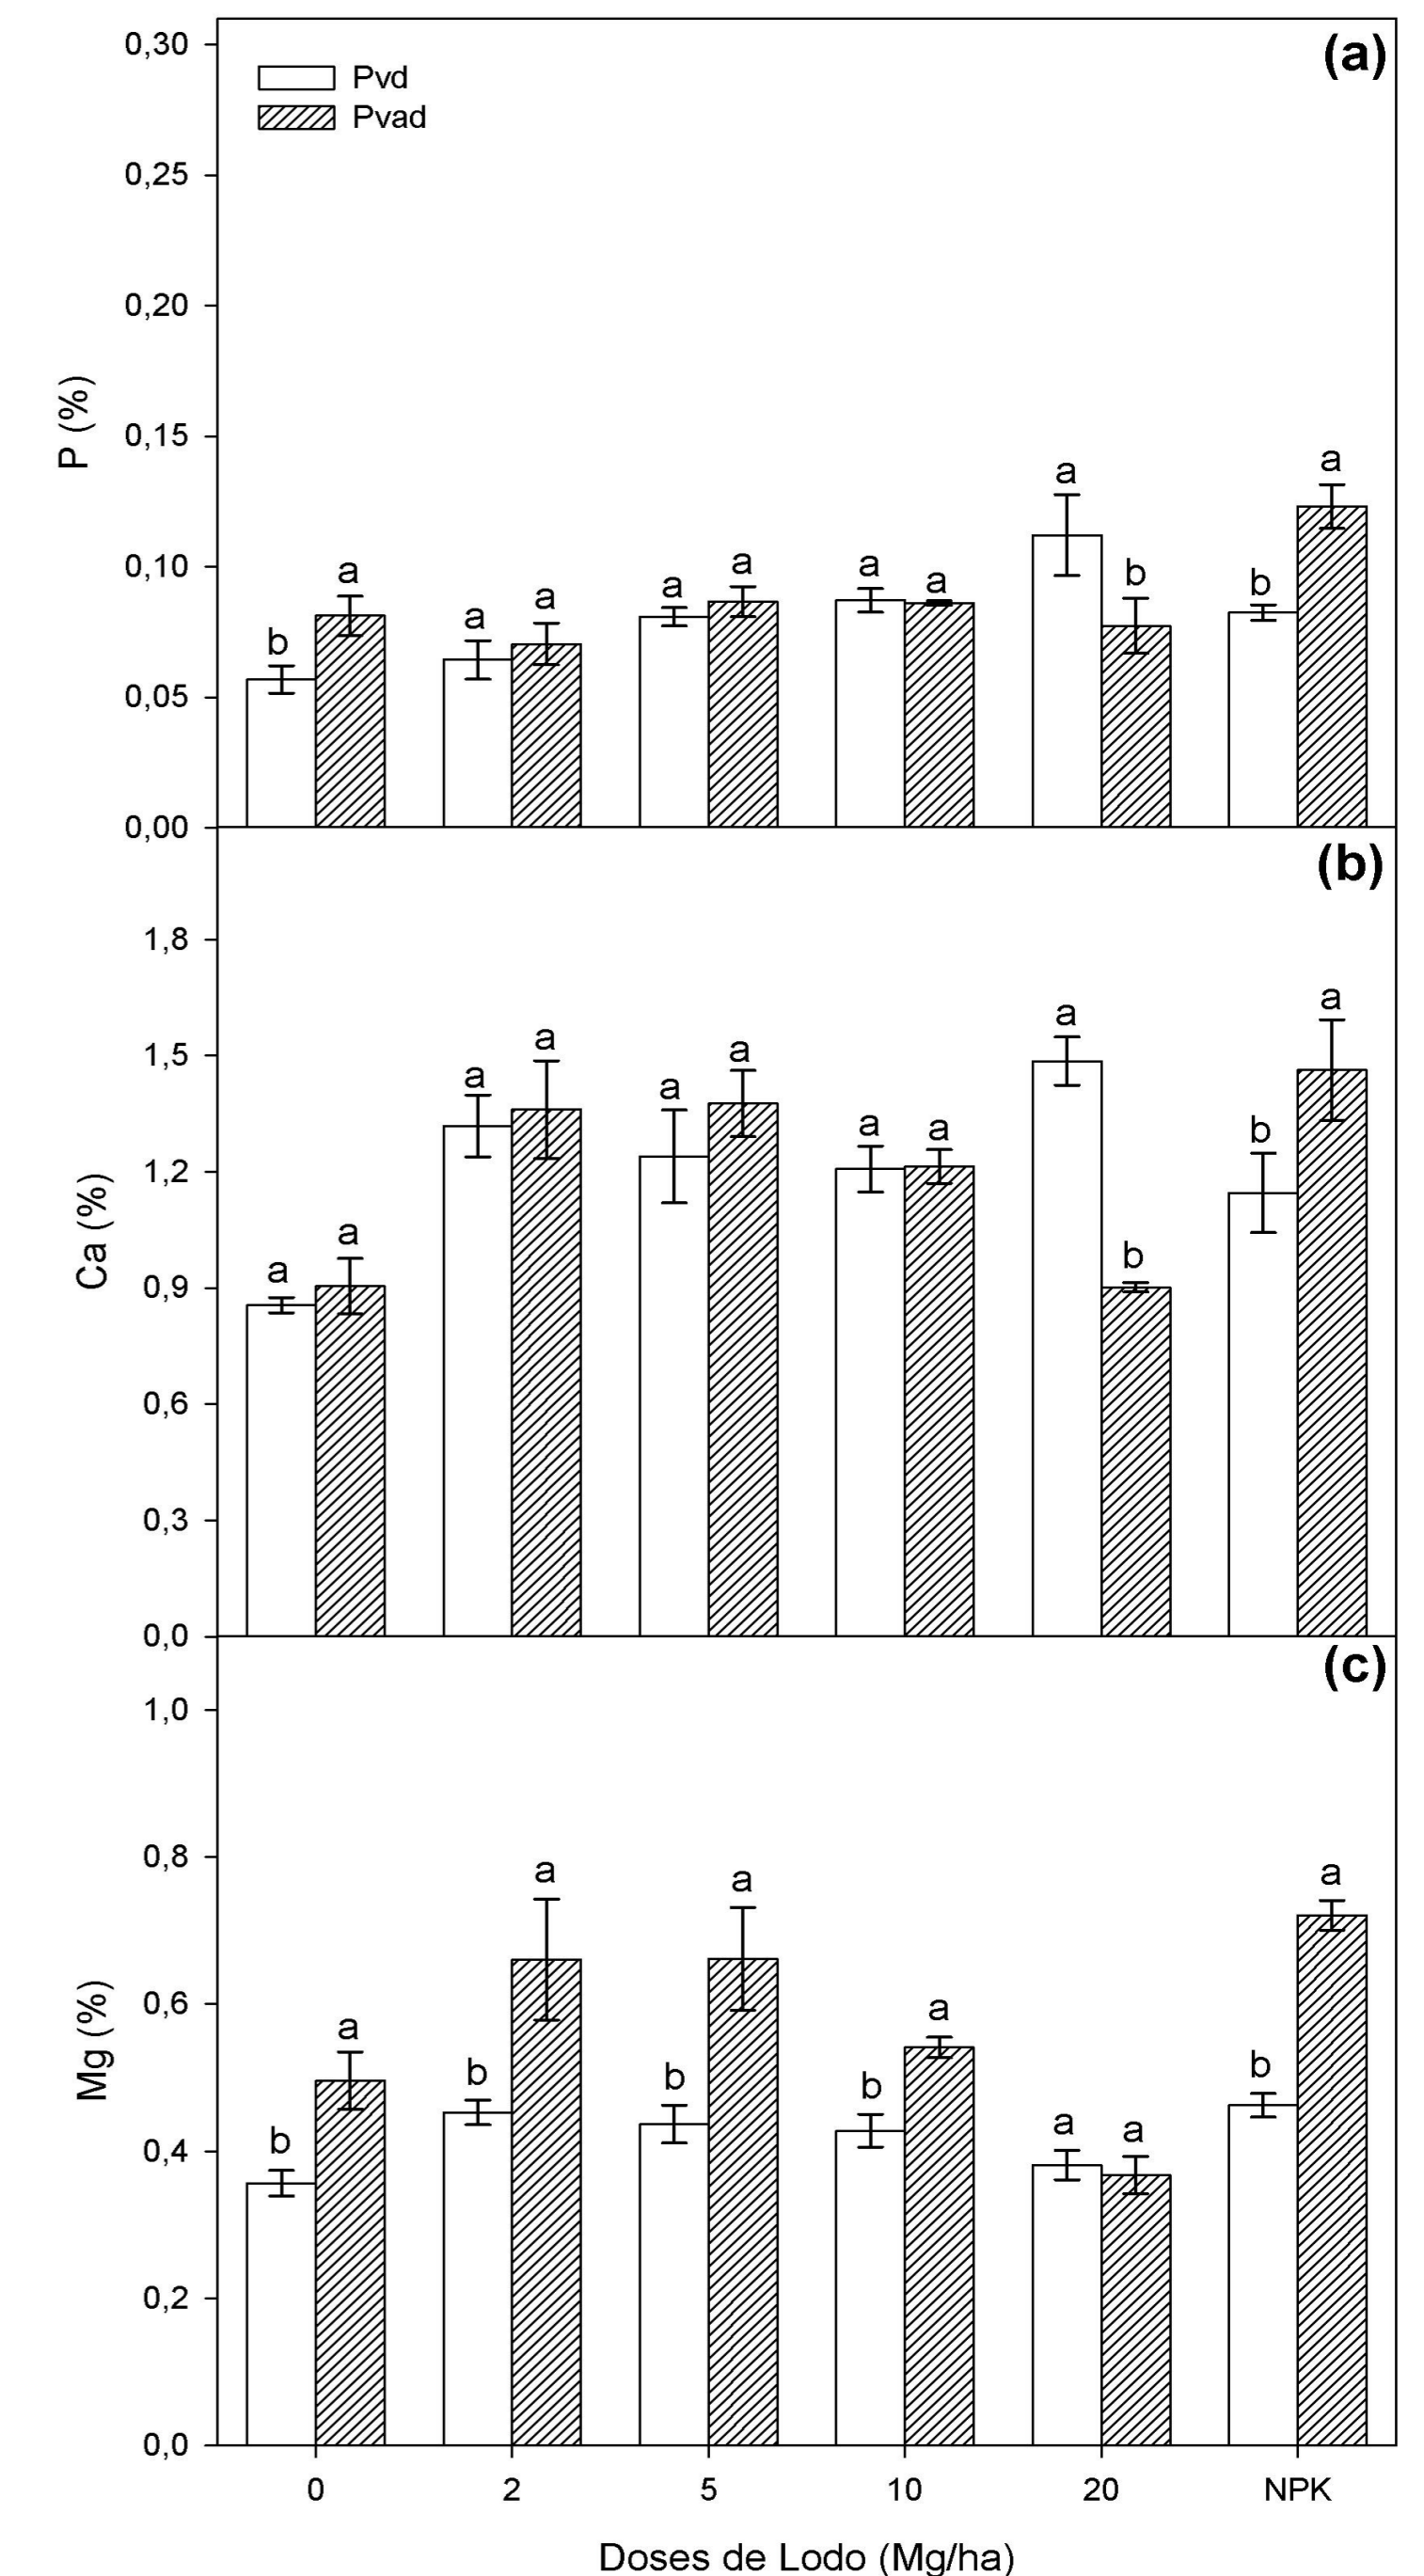 (a)
0,30
Pvd
Pvad
0,25
0,20
0,15
0,10
0,05
0,00
P (%)
b a a a a a a a a b b a
(b)
1,8
1,5
1,2
0,9
0,6
0,3
0,0
Ca (%)
a a a a a a a a a b b a
(c)
1,0
0,8
0,6
0,4
0,2
0,0
Mg (%)
b a b a b a b a a a b a
0 2 5 10 20 NPK
Doses de Lodo (Mg/ha)